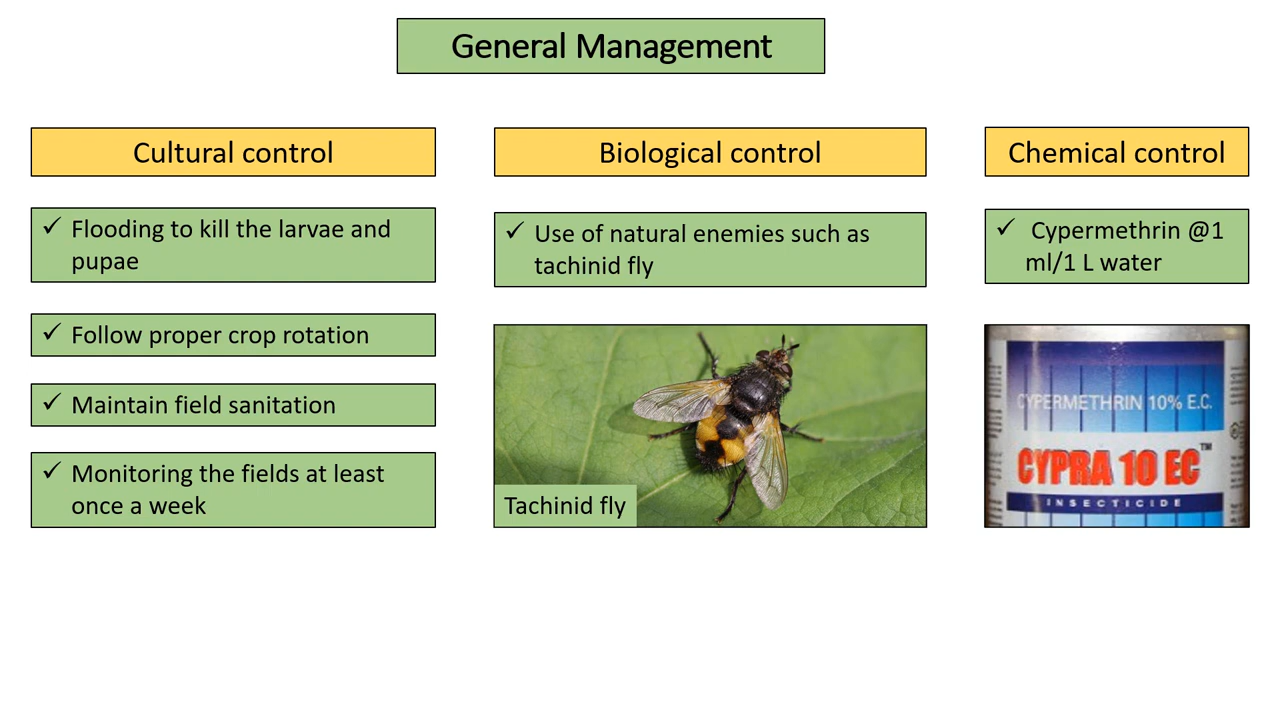 General Management
Cultural control
✓ Flooding to kill the larvae and
pupae
✓ Follow proper crop rotation
✓ Maintain field sanitation
✓ Monitoring the fields at least
once a week
Biological control
✓ Use of natural enemies such as
tachinid fly
Tachinid fly
Chemical control
✓ Cypermethrin @1
ml/1 L water
CYPERMETHRIN 10% E.C.
CYPRA 10 EC™
INSECTICIDE